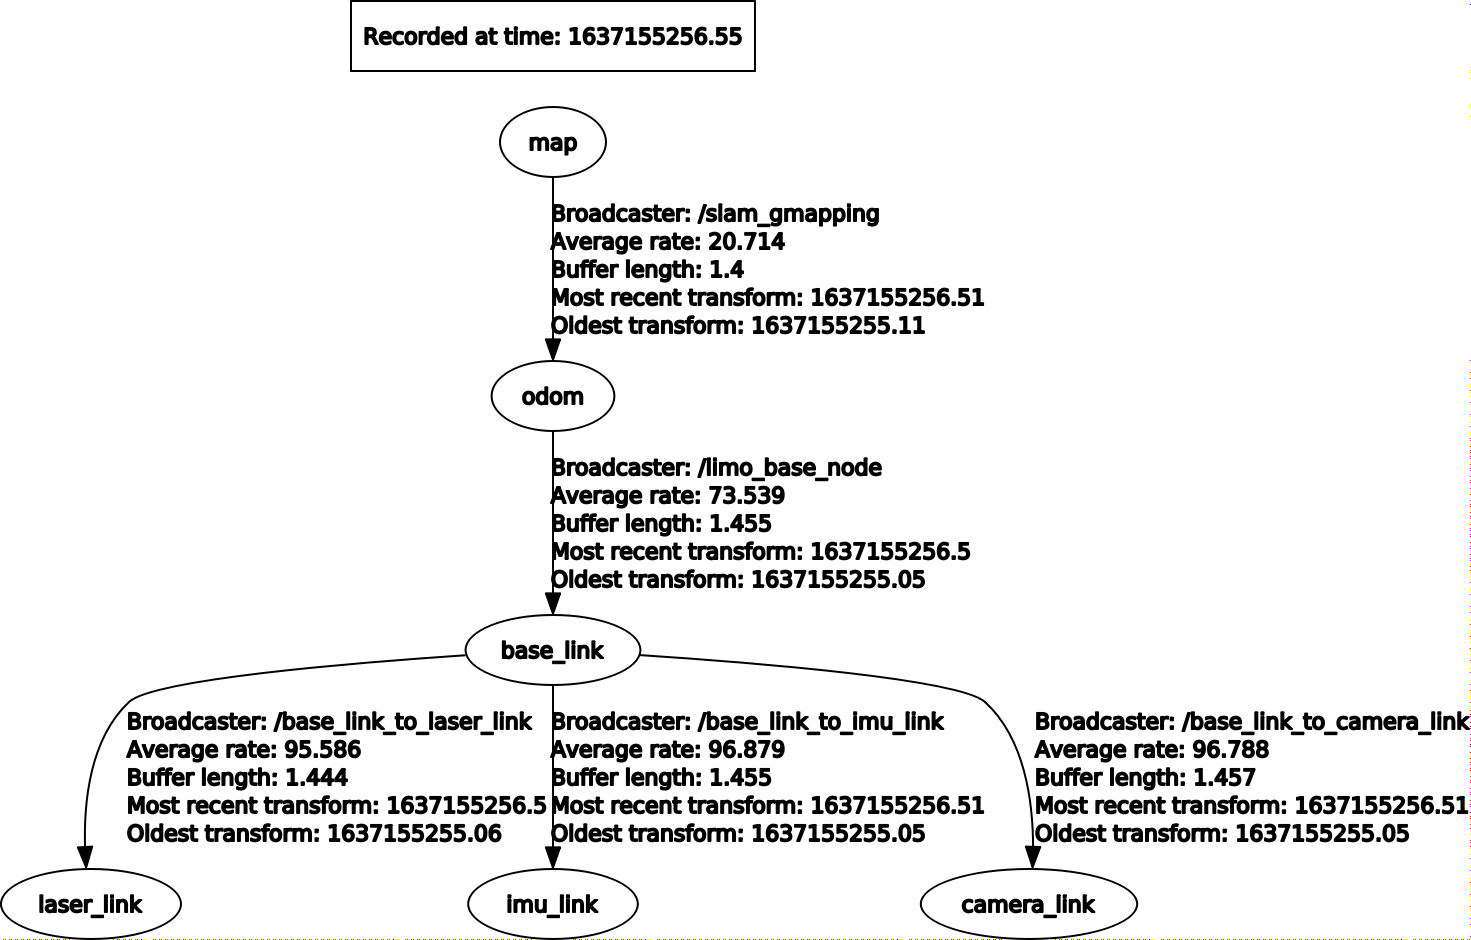 Recorded at time: 1637155256.55
map
Broadcaster: /slam_gmapping
Average rate: 20.714
Buffer length: 1.4
Most recent transform: 1637155256.51
Oldest transform: 1637155255.11
odom
Broadcaster: /limo_base_node
Average rate: 73.539
Buffer length: 1.455
Most recent transform: 1637155256.5
Oldest transform: 1637155255.05
base_link
Broadcaster: /base_link_to_laser_link
Average rate: 95.586
Buffer length: 1.444
Most recent transform: 1637155256.5
Oldest transform: 1637155255.06
Broadcaster: /base_link_to_imu_link
Average rate: 96.879
Buffer length: 1.455
Most recent transform: 1637155256.51
Oldest transform: 1637155255.05
Broadcaster: /base_link_to_camera_link
Average rate: 96.788
Buffer length: 1.457
Most recent transform: 1637155256.51
Oldest transform: 1637155255.05
laser_link
imu_link
camera_link